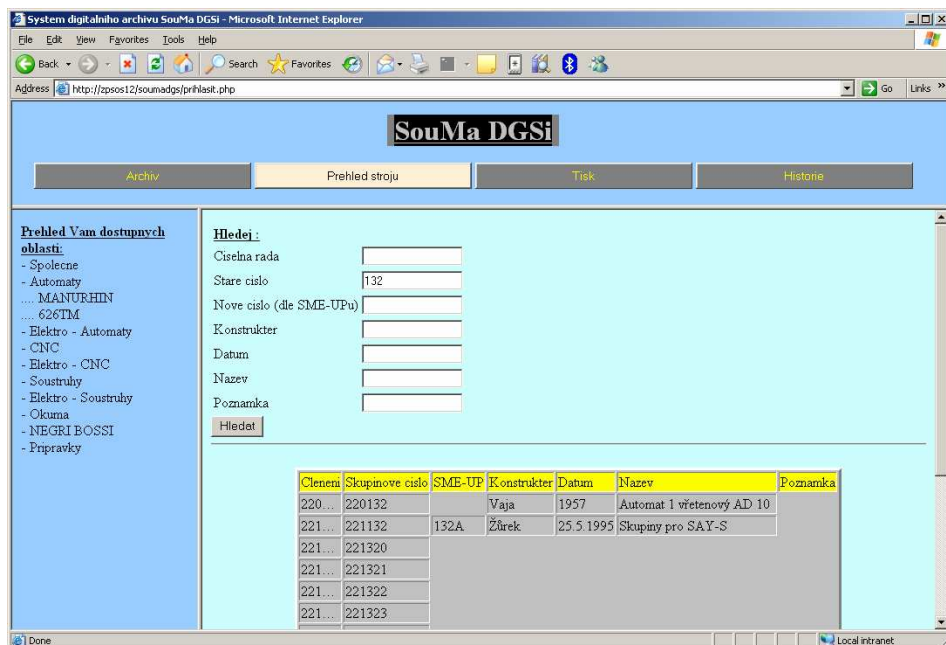 System digitalniho archivu SouMa DGSi - Microsoft Internet Explorer
File Edit View Favorites Tools Help
Back Search Favorites
Address http://zpsos12/soumadgs/prihlasit.php Go Links »
SouMa DGSi
Archiv Prehled stroju Tisk Historie
Prehled Vam dostupnych
oblasti:
- Spolecne
- Automaty
.... MANURHIN
.... 626TM
- Elektro - Automaty
- CNC
- Elektro - CNC
- Soustruhy
- Elektro - Soustruhy
- Okuma
- NEGRI BOSSI
- Pripravky
Hledej :
Ciselna rada
Stare cislo 132
Nove cislo (dle SME-UPu)
Konstrukter
Datum
Nazev
Poznamka
Hledat
Cleneni Skupinove cislo SME-UP Konstrukter Datum Nazev Poznamka
220... 220132 Vaja 1957 Automat 1 vřetenový AD 10
221... 221132 132A Žůrek 25.5.1995 Skupiny pro SAY-S
221... 221320
221... 221321
221... 221322
221... 221323
Done Local intranet